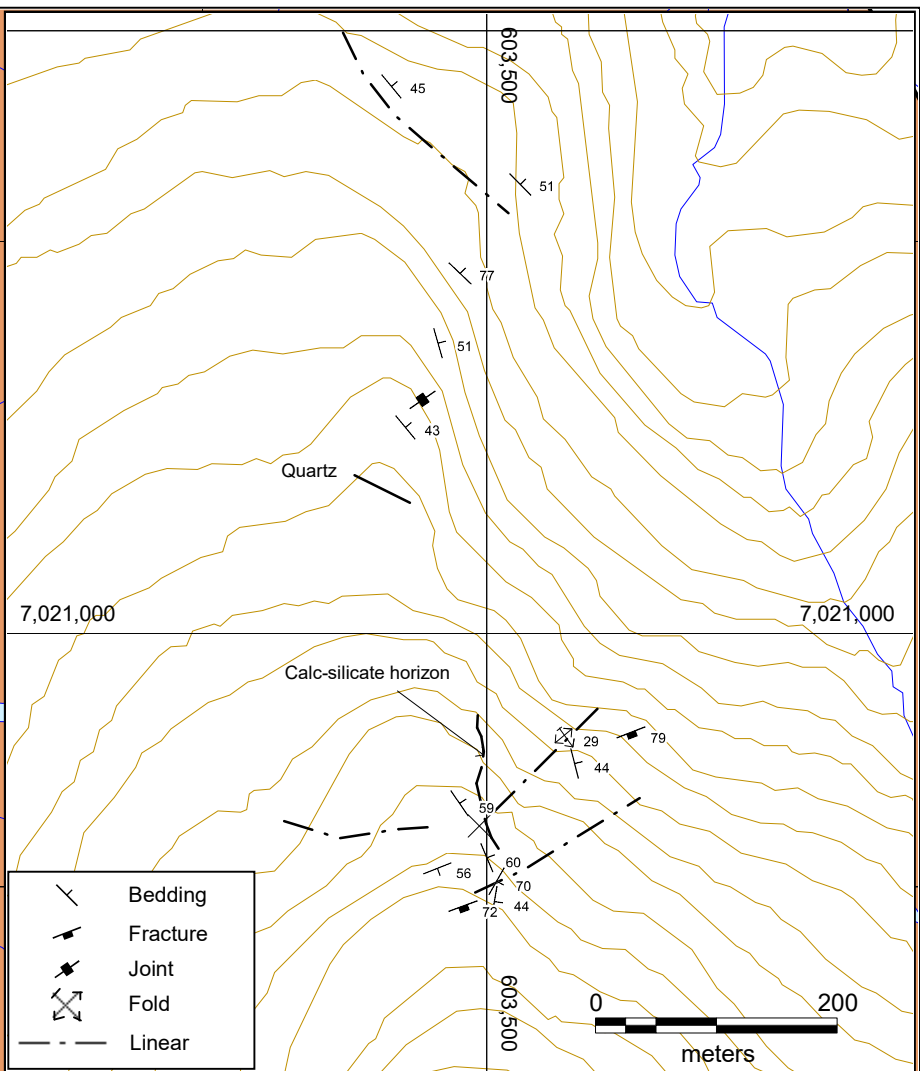 603,500
45
51
77
51
43
Quartz
7,021,000
7,021,000
Calc-silicate horizon
29
79
44
59
60
56
70
44
72
Bedding
Fracture
Joint
Fold
Linear
603,500
0
200
meters